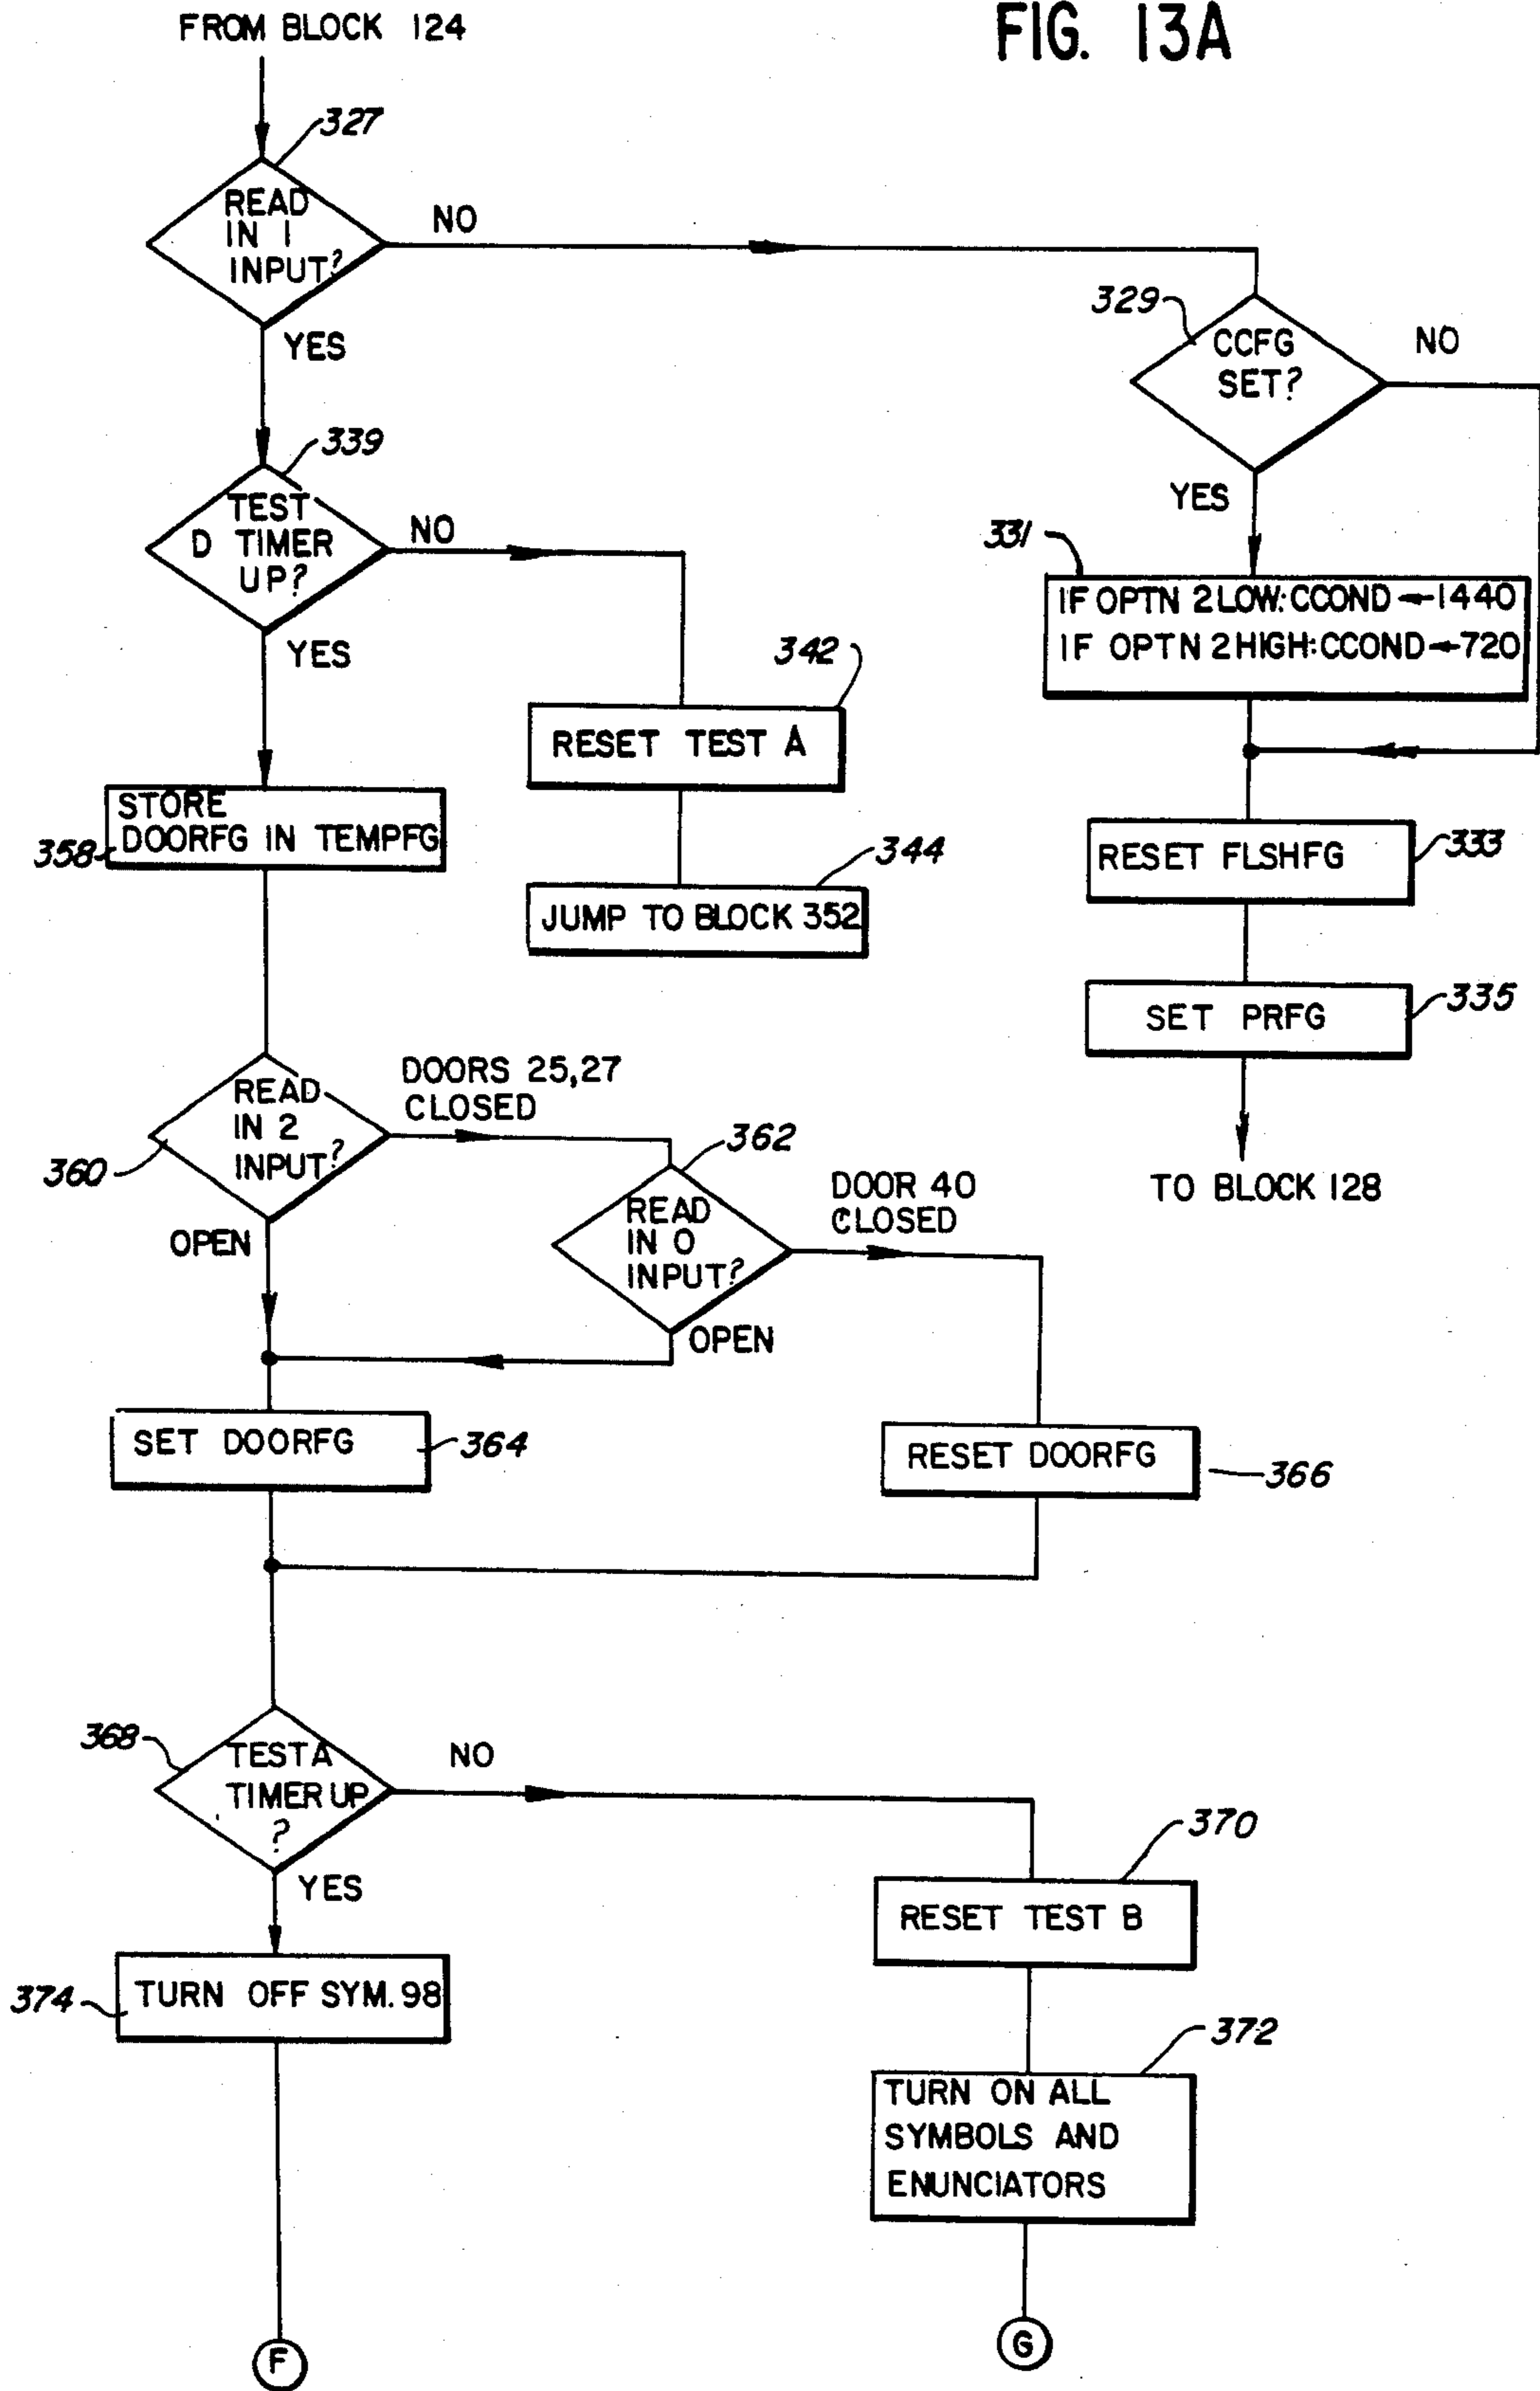 FROM BLOCK 124
FIG. 13A
327
READ
IN 1
INPUT?
NO
YES
329
CCFG
SET?
NO
YES
339
TEST
D TIMER
UP?
NO
YES
331
IF OPTN 2 LOW: CCOND ←1440
IF OPTN 2 HIGH: CCOND ←720
342
RESET TEST A
STORE
DOORFG IN TEMPFG
358
344
JUMP TO BLOCK 352
RESET FLSHFG
333
SET PRFG
335
TO BLOCK 128
READ
IN 2
INPUT?
360
DOORS 25,27
CLOSED
OPEN
362
READ
IN 0
INPUT?
DOOR 40
CLOSED
OPEN
SET DOORFG
364
RESET DOORFG
366
368
TEST A
TIMER UP
?
NO
YES
370
RESET TEST B
374
TURN OFF SYM. 98
372
TURN ON ALL
SYMBOLS AND
ENUNCIATORS
F
G